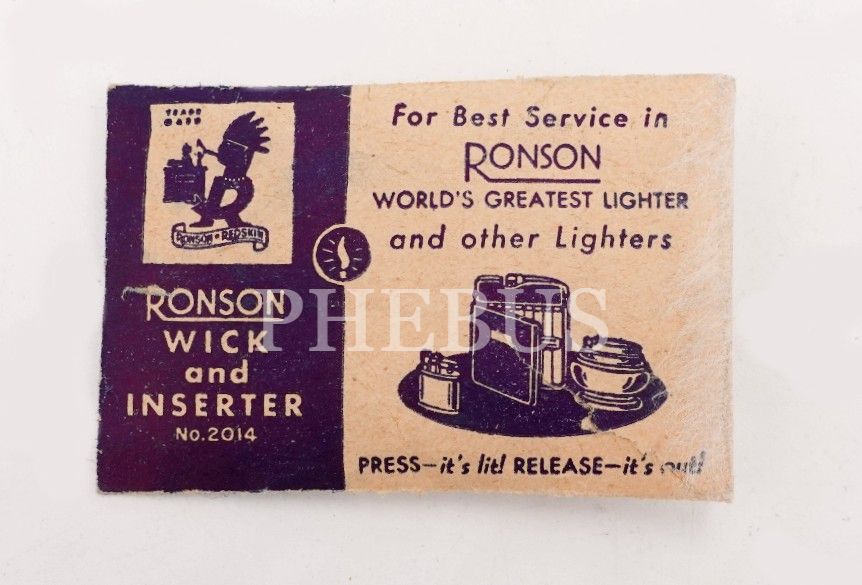 TRADE
MARK
RONSON • REDSKIN
RONSON
WICK
and
INSERTER
No. 2014
For Best Service in
RONSON
WORLD'S GREATEST LIGHTER
and other Lighters
PRESS—it's lit! RELEASE—it's out!
PHEBUS